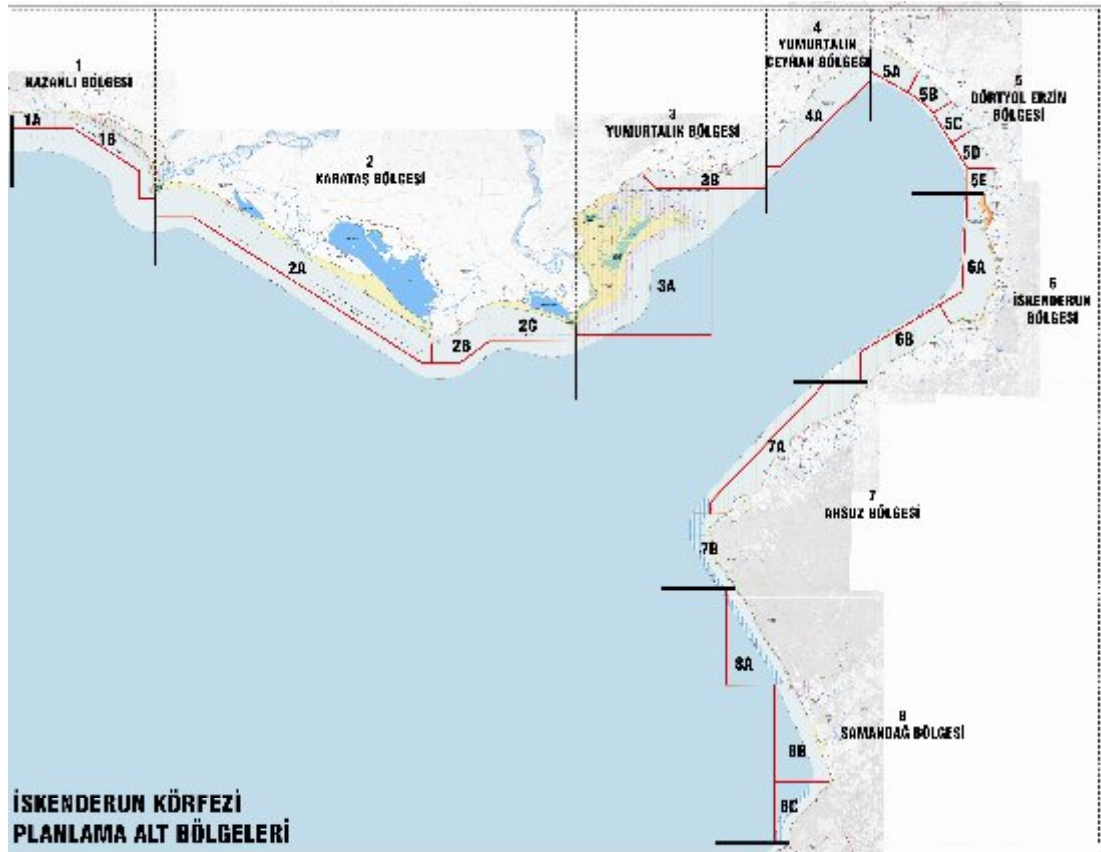 1
KAZANLI BÖLGESİ
1A
1B
2
KARATAŞ BÖLGESİ
2A
2B
2C
3
YUMURTALIK BÖLGESİ
3B
3A
4
YUMURTALIK
CEYHAN BÖLGESİ
4A
5A
5B
5C
5D
5E
5
DÖRTYOL ERZİN
BÖLGESİ
6A
6
İSKENDERUN
BÖLGESİ
6B
7A
7
ARSUZ BÖLGESİ
7B
8A
8
SAMANDAĞ BÖLGESİ
8B
8C
İSKENDERUN KÖRFEZİ
PLANLAMA ALT BÖLGELERİ